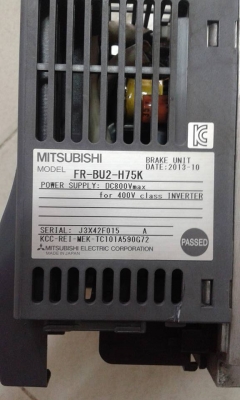 MITSUBISHI
BRAKE UNIT
MODEL FR-BU2-H75K
DATE:2013-10
POWER SUPPLY: DC800Vmax
for 400V class INVERTER
SERIAL: J3X42F015 A
KCC-REI-MEK-TC101A590G72
MITSUBISHI ELECTRIC CORPORATION
MADE IN JAPAN
PASSED